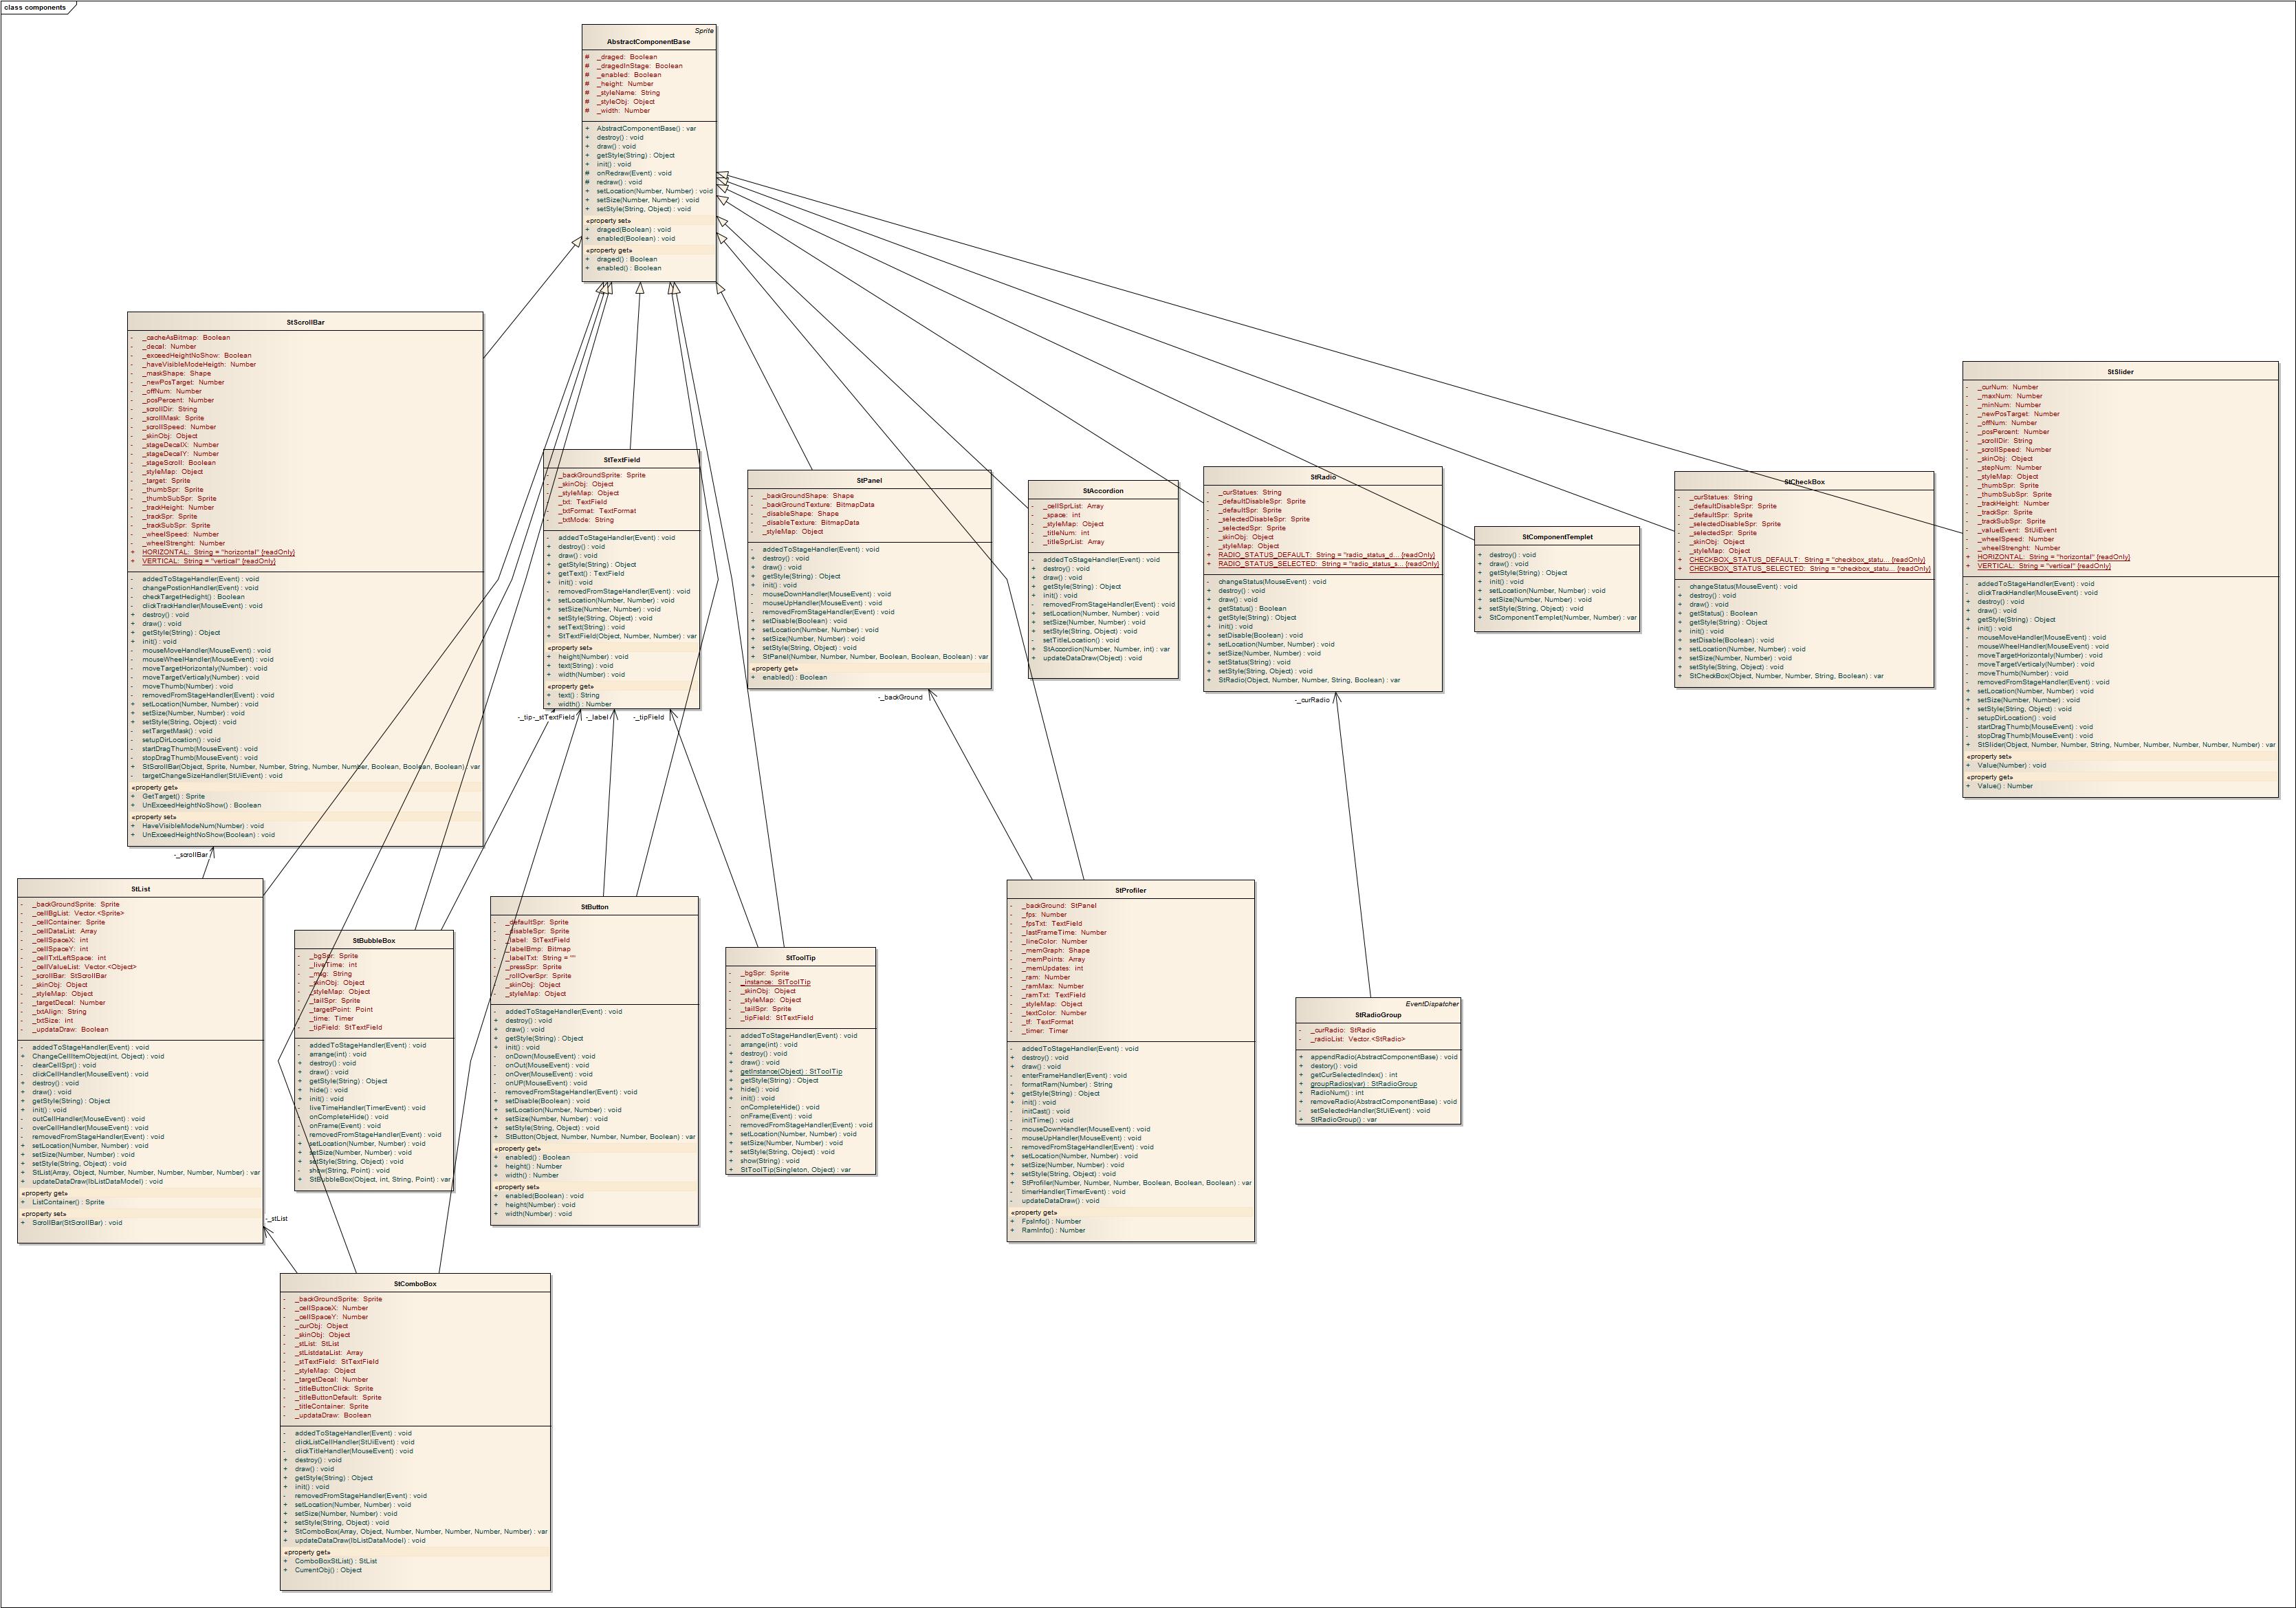 class components
Sprite
AbstractComponentBase
# _draged: Boolean
# _dragedInStage: Boolean
# _enabled: Boolean
# _height: Number
# _styleName: String
# _styleObj: Object
# _width: Number
+ AbstractComponentBase() : var
+ destroy() : void
+ draw() : void
+ getStyle(String) : Object
+ init() : void
# onRedraw(Event) : void
# redraw() : void
+ setLocation(Number, Number) : void
+ setSize(Number, Number) : void
+ setStyle(String, Object) : void
«property set»
+ draged(Boolean) : void
+ enabled(Boolean) : void
«property get»
+ draged() : Boolean
+ enabled() : Boolean
StScrollBar
- _cacheAsBitmap: Boolean
- _decal: Number
- _exceedHeightNoShow: Boolean
- _haveVisibleModeHeigth: Number
- _maskShape: Shape
- _newPosTarget: Number
- _offNum: Number
- _posPercent: Number
- _scrollDir: String
- _scrollMask: Sprite
- _scrollSpeed: Number
- _skinObj: Object
- _stageDecalX: Number
- _stageDecalY: Number
- _stageScroll: Boolean
- _styleMap: Object
- _target: Sprite
- _thumbSpr: Sprite
- _thumbSubSpr: Sprite
- _trackHeight: Number
- _trackSpr: Sprite
- _trackSubSpr: Sprite
- _wheelSpeed: Number
- _wheelStrenght: Number
+ HORIZONTAL: String = "horizontal" {readOnly}
+ VERTICAL: String = "vertical" {readOnly}
- addedToStageHandler(Event) : void
- changePostionHandler(Event) : void
- checkTargetHedight() : Boolean
- clickTrackHandler(MouseEvent) : void
+ destroy() : void
+ draw() : void
+ getStyle(String) : Object
+ init() : void
- mouseMoveHandler(MouseEvent) : void
- mouseWheelHandler(MouseEvent) : void
- moveTargetHorizontaly(Number) : void
- moveTargetVerticaly(Number) : void
- moveThumb(Number) : void
- removedFromStageHandler(Event) : void
+ setLocation(Number, Number) : void
+ setSize(Number, Number) : void
+ setStyle(String, Object) : void
- setTargetMask() : void
- setupDirLocation() : void
- startDragThumb(MouseEvent) : void
- stopDragThumb(MouseEvent) : void
+ StScrollBar(Object, Sprite, Number, Number, String, Number, Number, Boolean, Boolean, Boolean) : var
- targetChangeSizeHandler(StUiEvent) : void
«property get»
+ GetTarget() : Sprite
+ UnExceedHeightNoShow() : Boolean
«property set»
+ HaveVisibleModeNum(Number) : void
+ UnExceedHeightNoShow(Boolean) : void
StTextField
- _backGroundSprite: Sprite
- _skinObj: Object
- _styleMap: Object
- _txt: TextField
- _txtFormat: TextFormat
- _txtMode: String
- addedToStageHandler(Event) : void
+ destroy() : void
+ draw() : void
+ getStyle(String) : Object
+ getText() : TextField
+ init() : void
- removedFromStageHandler(Event) : void
+ setLocation(Number, Number) : void
+ setSize(Number, Number) : void
+ setStyle(String, Object) : void
+ setText(String) : void
+ StTextField(Object, Number, Number) : var
«property set»
+ height(Number) : void
+ text(String) : void
+ width(Number) : void
«property get»
+ text() : String
+ width() : Number
StPanel
- _backGroundShape: Shape
- _backGroundTexture: BitmapData
- _disableShape: Shape
- _disableTexture: BitmapData
- _styleMap: Object
- addedToStageHandler(Event) : void
+ destroy() : void
+ draw() : void
+ getStyle(String) : Object
+ init() : void
- mouseDownHandler(MouseEvent) : void
- mouseUpHandler(MouseEvent) : void
- removedFromStageHandler(Event) : void
+ setDisable(Boolean) : void
+ setLocation(Number, Number) : void
+ setSize(Number, Number) : void
+ setStyle(String, Object) : void
+ StPanel(Number, Number, Number, Boolean, Boolean, Boolean) : var
«property get»
+ enabled() : Boolean
StAccordion
- _cellSprList: Array
- _space: int
- _styleMap: Object
- _titleNum: int
- _titleSprList: Array
- addedToStageHandler(Event) : void
+ destroy() : void
+ draw() : void
+ getStyle(String) : Object
+ init() : void
- removedFromStageHandler(Event) : void
+ setLocation(Number, Number) : void
+ setSize(Number, Number) : void
+ setStyle(String, Object) : void
- setTitleLocation() : void
+ StAccordion(Number, Number, int) : var
+ updateDataDraw(Object) : void
StRadio
- _curStatues: String
- _defaultDisableSpr: Sprite
- _defaultSpr: Sprite
- _selectedDisableSpr: Sprite
- _selectedSpr: Sprite
- _skinObj: Object
- _styleMap: Object
+ RADIO_STATUS_DEFAULT: String = "radio_status_d... {readOnly}
+ RADIO_STATUS_SELECTED: String = "radio_status_s... {readOnly}
- changeStatus(MouseEvent) : void
+ destroy() : void
+ draw() : void
+ getStatus() : Boolean
+ getStyle(String) : Object
+ init() : void
+ setDisable(Boolean) : void
+ setLocation(Number, Number) : void
+ setSize(Number, Number) : void
+ setStatus(String) : void
+ setStyle(String, Object) : void
+ StRadio(Object, Number, Number, String, Boolean) : var
StComponentTemplet
+ destroy() : void
+ draw() : void
+ getStyle(String) : Object
+ init() : void
+ setLocation(Number, Number) : void
+ setSize(Number, Number) : void
+ setStyle(String, Object) : void
+ StComponentTemplet(Number, Number) : var
StCheckBox
- _curStatues: String
- _defaultDisableSpr: Sprite
- _defaultSpr: Sprite
- _selectedDisableSpr: Sprite
- _selectedSpr: Sprite
- _skinObj: Object
- _styleMap: Object
+ CHECKBOX_STATUS_DEFAULT: String = "checkbox_statu... {readOnly}
+ CHECKBOX_STATUS_SELECTED: String = "checkbox_statu... {readOnly}
- changeStatus(MouseEvent) : void
+ destroy() : void
+ draw() : void
+ getStatus() : Boolean
+ getStyle(String) : Object
+ init() : void
+ setDisable(Boolean) : void
+ setLocation(Number, Number) : void
+ setSize(Number, Number) : void
+ setStyle(String, Object) : void
+ StCheckBox(Object, Number, Number, String, Boolean) : var
StSlider
- _curNum: Number
- _maxNum: Number
- _minNum: Number
- _newPosTarget: Number
- _offNum: Number
- _posPercent: Number
- _scrollDir: String
- _scrollSpeed: Number
- _skinObj: Object
- _stepNum: Number
- _styleMap: Object
- _thumbSpr: Sprite
- _thumbSubSpr: Sprite
- _trackHeight: Number
- _trackSpr: Sprite
- _trackSubSpr: Sprite
- _valueEvent: StUiEvent
- _wheelSpeed: Number
- _wheelStrenght: Number
+ HORIZONTAL: String = "horizontal" {readOnly}
+ VERTICAL: String = "vertical" {readOnly}
- addedToStageHandler(Event) : void
- clickTrackHandler(MouseEvent) : void
+ destroy() : void
+ draw() : void
+ getStyle(String) : Object
+ init() : void
- mouseMoveHandler(MouseEvent) : void
- mouseWheelHandler(MouseEvent) : void
- moveTargetHorizontaly(Number) : void
- moveTargetVerticaly(Number) : void
- moveThumb(Number) : void
- removedFromStageHandler(Event) : void
+ setLocation(Number, Number) : void
+ setSize(Number, Number) : void
+ setStyle(String, Object) : void
- setupDirLocation() : void
- startDragThumb(MouseEvent) : void
- stopDragThumb(MouseEvent) : void
+ StSlider(Object, Number, Number, String, Number, Number, Number, Number, Number) : var
«property set»
+ Value(Number) : void
«property get»
+ Value() : Number
-_scrollBar
-_tip
-_stTextField
-_label
-_tipField
-_backGround
-_curRadio
StList
- _backGroundSprite: Sprite
- _cellBgList: Vector.<Sprite>
- _cellContainer: Sprite
- _cellDataList: Array
- _cellSpaceX: int
- _cellSpaceY: int
- _cellTxtLeftSpace: int
- _cellValueList: Vector.<Object>
- _scrollBar: StScrollBar
- _skinObj: Object
- _styleMap: Object
- _targetDecal: Number
- _txtAlign: String
- _txtSize: int
- _updataDraw: Boolean
- addedToStageHandler(Event) : void
+ ChangeCellItemObject(int, Object) : void
- clearCellSpr() : void
- clickCellHandler(MouseEvent) : void
+ destroy() : void
+ draw() : void
+ getStyle(String) : Object
+ init() : void
- outCellHandler(MouseEvent) : void
- overCellHandler(MouseEvent) : void
- removedFromStageHandler(Event) : void
+ setLocation(Number, Number) : void
+ setSize(Number, Number) : void
+ setStyle(String, Object) : void
+ StList(Array, Object, Number, Number, Number, Number, Number) : var
+ updateDataDraw(IbListDataModel) : void
«property get»
+ ListContainer() : Sprite
«property set»
+ ScrollBar(StScrollBar) : void
-_stList
StBubbleBox
- _bgSpr: Sprite
- _liveTime: int
- _msg: String
- _skinObj: Object
- _styleMap: Object
- _tailSpr: Sprite
- _targetPoint: Point
- _time: Timer
- _tipField: StTextField
- addedToStageHandler(Event) : void
- arrange(int) : void
+ destroy() : void
+ draw() : void
+ getStyle(String) : Object
+ hide() : void
+ init() : void
- liveTimeHandler(TimerEvent) : void
- onCompleteHide() : void
- onFrame(Event) : void
- removedFromStageHandler(Event) : void
+ setLocation(Number, Number) : void
+ setSize(Number, Number) : void
+ setStyle(String, Object) : void
+ show(String, Point) : void
+ StBubbleBox(Object, int, String, Point) : var
StButton
- _defaultSpr: Sprite
- _disableSpr: Sprite
- _label: StTextField
- _labelBmp: Bitmap
- _labelTxt: String = ""
- _pressSpr: Sprite
- _rollOverSpr: Sprite
- _skinObj: Object
- _styleMap: Object
- addedToStageHandler(Event) : void
+ destroy() : void
+ draw() : void
+ getStyle(String) : Object
+ init() : void
- onDown(MouseEvent) : void
- onOut(MouseEvent) : void
- onOver(MouseEvent) : void
- onUP(MouseEvent) : void
- removedFromStageHandler(Event) : void
+ setDisable(Boolean) : void
+ setLocation(Number, Number) : void
+ setSize(Number, Number) : void
+ setStyle(String, Object) : void
+ StButton(Object, Number, Number, Number, Boolean) : var
«property get»
+ enabled() : Boolean
+ height() : Number
+ width() : Number
«property set»
+ enabled(Boolean) : void
+ height(Number) : void
+ width(Number) : void
StToolTip
- _bgSpr: Sprite
- _instance: StToolTip
- _skinObj: Object
- _styleMap: Object
- _tailSpr: Sprite
- _tipField: StTextField
- addedToStageHandler(Event) : void
- arrange(int) : void
+ destroy() : void
+ draw() : void
+ getInstance(Object) : StToolTip
+ getStyle(String) : Object
+ hide() : void
+ init() : void
- onCompleteHide() : void
- onFrame(Event) : void
- removedFromStageHandler(Event) : void
+ setLocation(Number, Number) : void
+ setSize(Number, Number) : void
+ setStyle(String, Object) : void
+ show(String) : void
+ StToolTip(Singleton, Object) : var
StProfiler
- _backGround: StPanel
- _fps: Number
- _fpsTxt: TextField
- _lastFrameTime: Number
- _lineColor: Number
- _memGraph: Shape
- _memPoints: Array
- _memUpdates: int
- _ram: Number
- _ramMax: Number
- _ramTxt: TextField
- _styleMap: Object
- _textColor: Number
- _tf: TextFormat
- _timer: Timer
- addedToStageHandler(Event) : void
+ destroy() : void
+ draw() : void
- enterFrameHandler(Event) : void
- formatRam(Number) : String
+ getStyle(String) : Object
+ init() : void
- initCast() : void
- initTime() : void
- mouseDownHandler(MouseEvent) : void
- mouseUpHandler(MouseEvent) : void
- removedFromStageHandler(Event) : void
+ setLocation(Number, Number) : void
+ setSize(Number, Number) : void
+ setStyle(String, Object) : void
+ StProfiler(Number, Number, Number, Boolean, Boolean, Boolean) : var
- timerHandler(TimerEvent) : void
- updateDataDraw() : void
«property get»
+ FpsInfo() : Number
+ RamInfo() : Number
EventDispatcher
StRadioGroup
- _curRadio: StRadio
- _radioList: Vector.<StRadio>
+ appendRadio(AbstractComponentBase) : void
+ destory() : void
+ getCurSelectedIndex() : int
+ groupRadios(var) : StRadioGroup
+ RadioNum() : int
+ removeRadio(AbstractComponentBase) : void
- setSelectedHandler(StUiEvent) : void
+ StRadioGroup() : var
StComboBox
- _backGroundSprite: Sprite
- _cellSpaceX: Number
- _cellSpaceY: Number
- _curObj: Object
- _skinObj: Object
- _stList: StList
- _stListdataList: Array
- _stTextField: StTextField
- _styleMap: Object
- _targetDecal: Number
- _titleButtonClick: Sprite
- _titleButtonDefault: Sprite
- _titleContainer: Sprite
- _updataDraw: Boolean
- addedToStageHandler(Event) : void
- clickListCellHandler(StUiEvent) : void
- clickTitleHandler(MouseEvent) : void
+ destroy() : void
+ draw() : void
+ getStyle(String) : Object
+ init() : void
- removedFromStageHandler(Event) : void
+ setLocation(Number, Number) : void
+ setSize(Number, Number) : void
+ setStyle(String, Object) : void
+ StComboBox(Array, Object, Number, Number, Number, Number, Number) : var
+ updateDataDraw(IbListDataModel) : void
«property get»
+ ComboBoxStList() : StList
+ CurrentObj() : Object